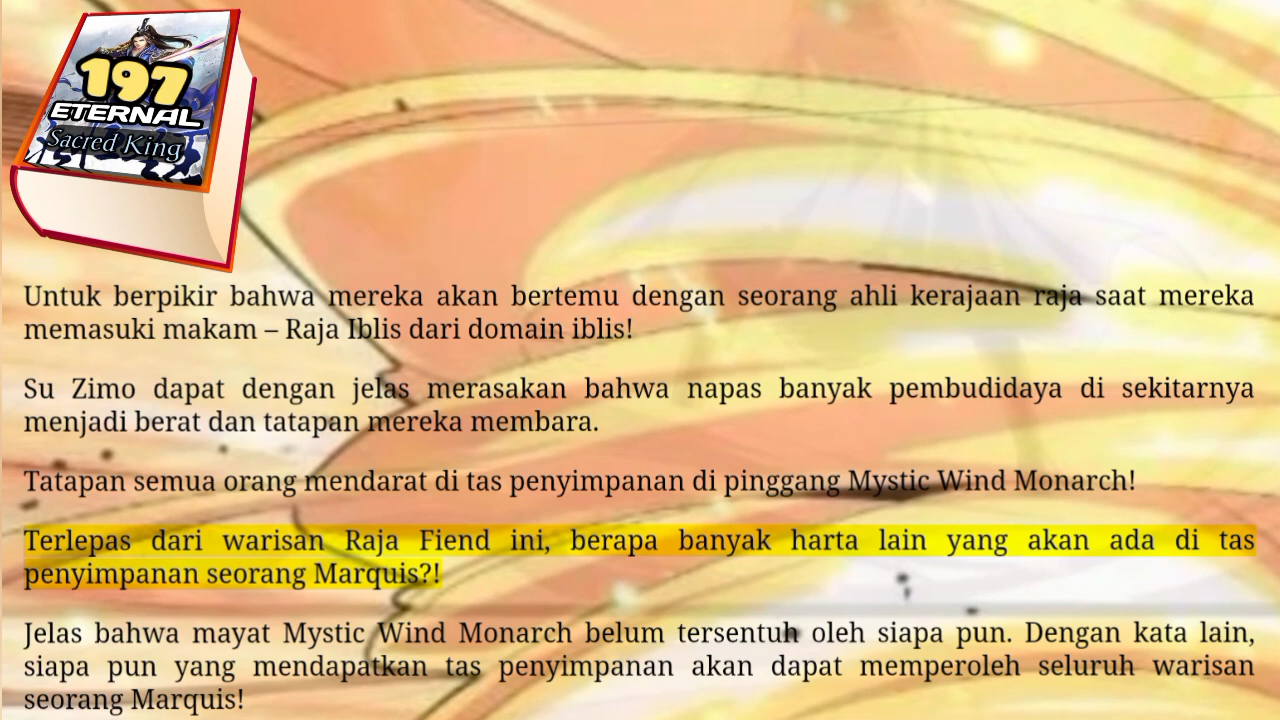 197
ETERNAL
Sacred King
Untuk berpikir bahwa mereka akan bertemu dengan seorang ahli kerajaan raja saat mereka
memasuki makam – Raja Iblis dari domain iblis!
Su Zimo dapat dengan jelas merasakan bahwa napas banyak pembudidaya di sekitarnya
menjadi berat dan tatapan mereka membara.
Tatapan semua orang mendarat di tas penyimpanan di pinggang Mystic Wind Monarch!
Terlepas dari warisan Raja Fiend ini, berapa banyak harta lain yang akan ada di tas
penyimpanan seorang Marquis?!
Jelas bahwa mayat Mystic Wind Monarch belum tersentuh oleh siapa pun. Dengan kata lain,
siapa pun yang mendapatkan tas penyimpanan akan dapat memperoleh seluruh warisan
seorang Marquis!